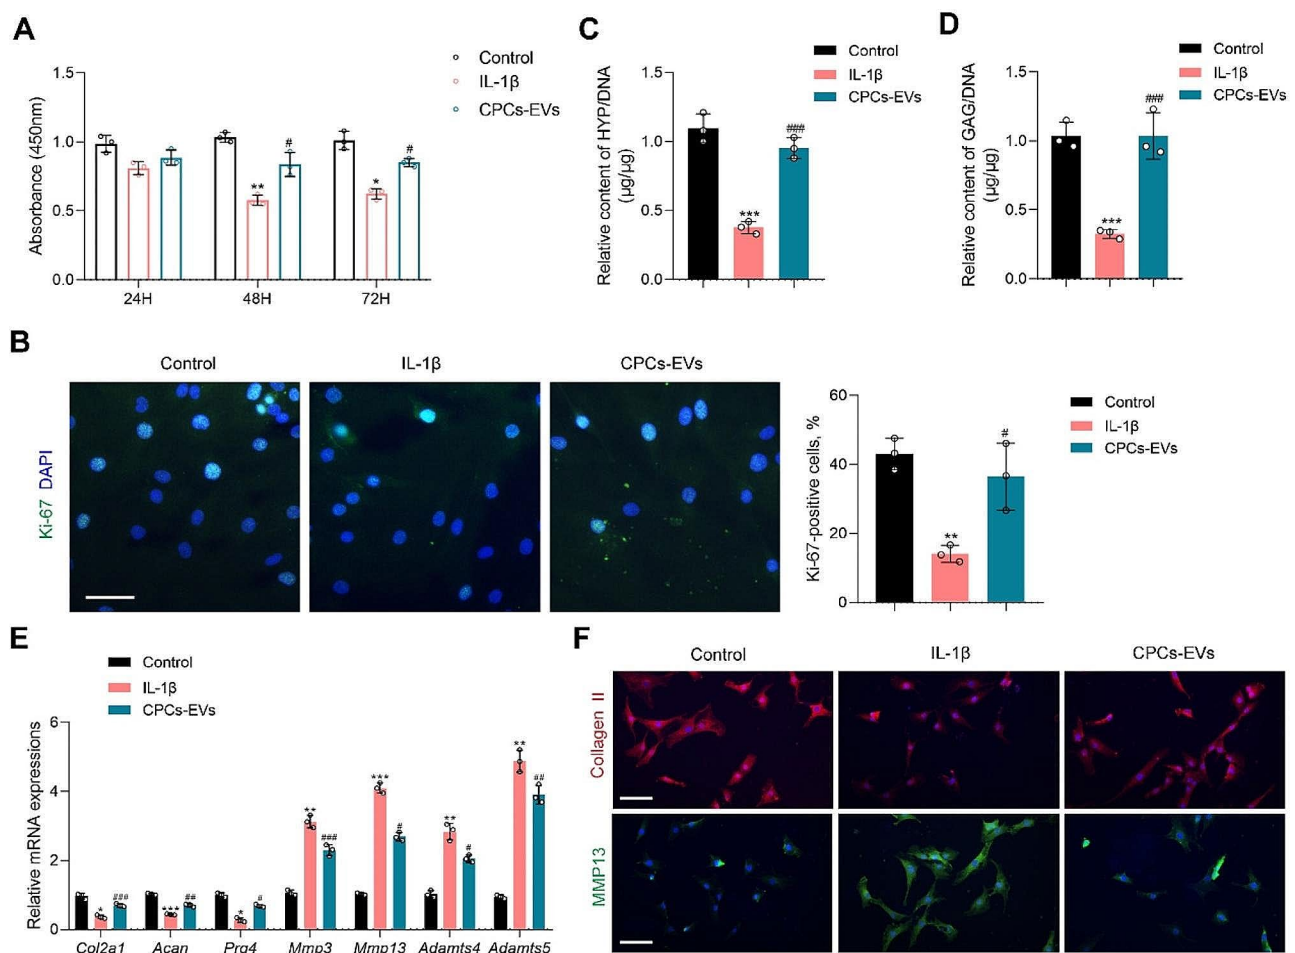 A
Control
IL-1β
CPCs-EVs
Absorbance (450nm)
1.5
1.0
0.5
0.0
** # * #
24H 48H 72H
C
Control
IL-1β
CPCs-EVs
Relative content of HYP/DNA
(μg/μg)
1.5
1.0
0.5
0.0
*** ###
D
Control
IL-1β
CPCs-EVs
Relative content of GAG/DNA
(μg/μg)
1.5
1.0
0.5
0.0
*** ###
B
Control IL-1β CPCs-EVs
Ki-67 DAPI
Ki-67-positive cells, %
60
40
20
0
** #
Control
IL-1β
CPCs-EVs
E
Control
IL-1β
CPCs-EVs
Relative mRNA expressions
6
4
2
0
* ### *** ## * # ** ### *** # ** # ** ##
Col2a1 Acan Prg4 Mmp3 Mmp13 Adamts4 Adamts5
F
Control IL-1β CPCs-EVs
Collagen II
MMP13